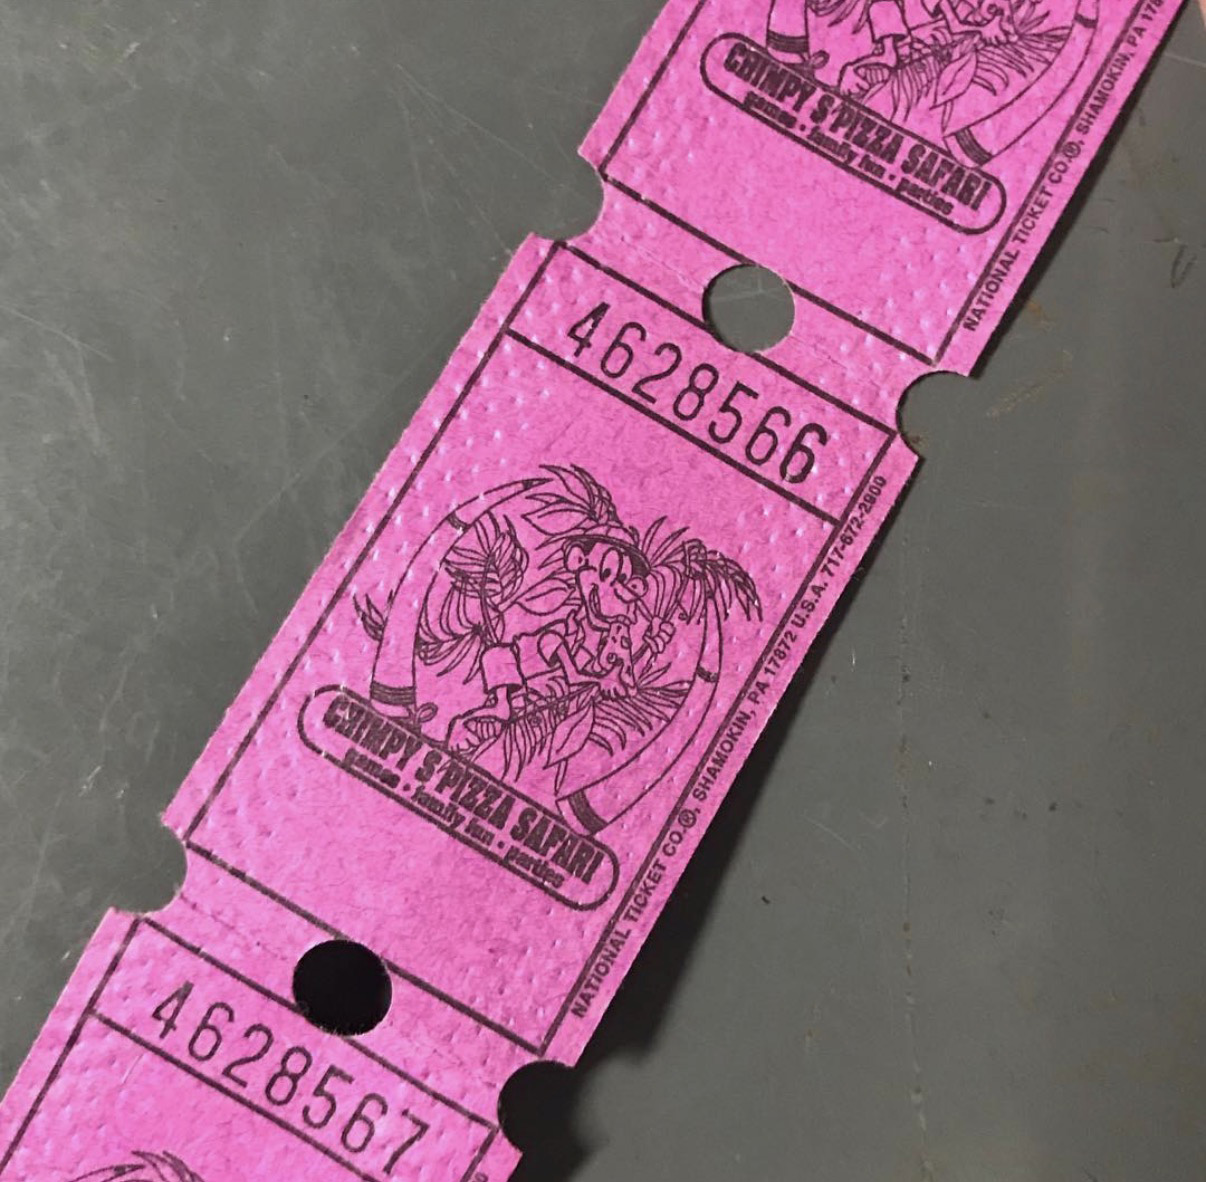 CHIMPY S'PIZZA SAFARI
games • family fun • parties
NATIONAL TICKET CO.®, SHAMOKIN, PA 178
4628566
CHIMPY S'PIZZA SAFARI
games • family fun • parties
NATIONAL TICKET CO.®, SHAMOKIN, PA 17872 U.S.A. 717-672-2900
4628567